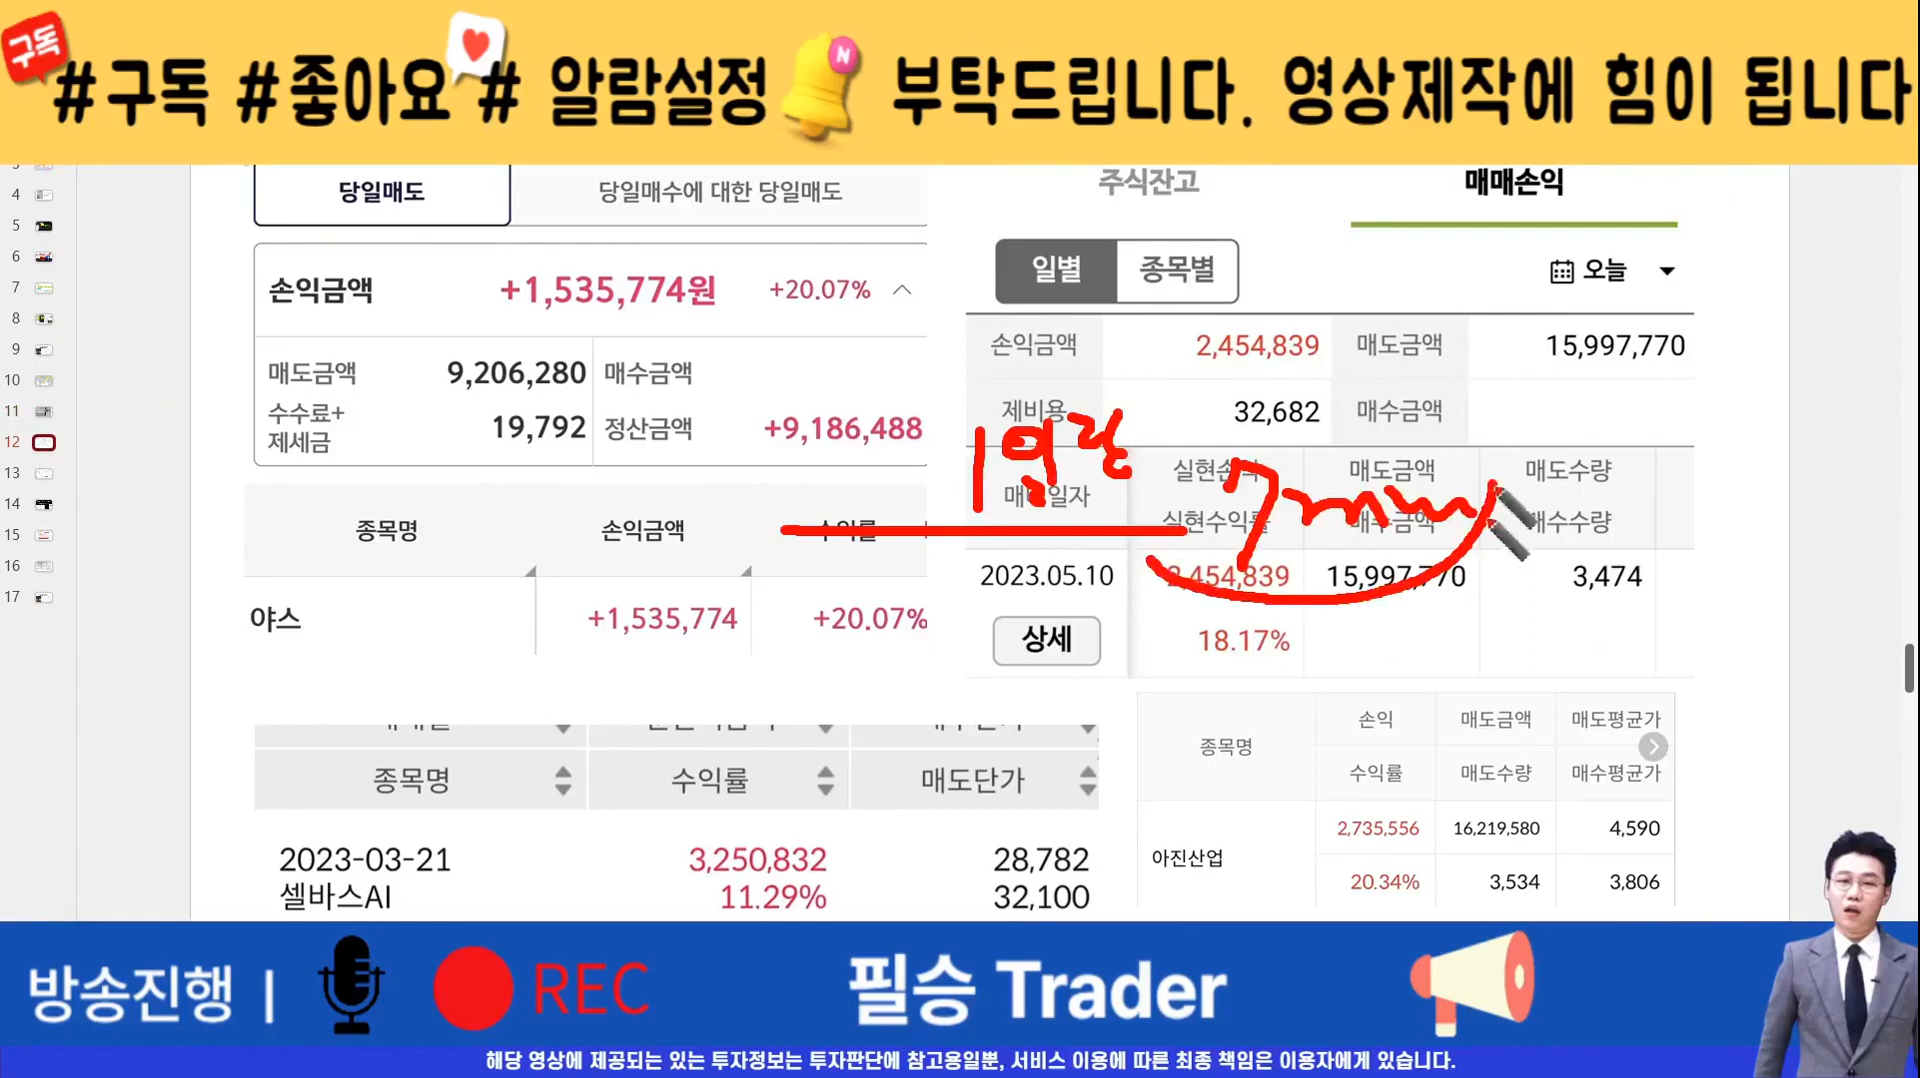 구독
#구독 #좋아요 # 알람설정 N 부탁드립니다. 영상제작에 힘이 됩니다
4
5
6
7
8
9
10
11
12
13
14
15
16
17
당일매도
당일매수에 대한 당일매도
손익금액 +1,535,774원 +20.07%
매도금액 9,206,280 매수금액
수수료+
제세금 19,792 정산금액 +9,186,488
종목명 손익금액 수익률
야스 +1,535,774 +20.07%
주식잔고 매매손익
일별 종목별 오늘
손익금액 2,454,839 매도금액 15,997,770
제비용 32,682 매수금액
매매일자 실현손익 매도금액 매도수량
실현수익률 매수금액 매수수량
2023.05.10 2,454,839 15,997,770 3,474
상세 18.17%
종목명 수익률 매도단가
2023-03-21 3,250,832 28,782
셀바스AI 11.29% 32,100
종목명 손익 매도금액 매도평균가
수익률 매도수량 매수평균가
아진산업 2,735,556 16,219,580 4,590
20.34% 3,534 3,806
방송진행 | REC 필승 Trader
해당 영상에 제공되는 있는 투자정보는 투자판단에 참고용일뿐, 서비스 이용에 따른 최종 책임은 이용자에게 있습니다.